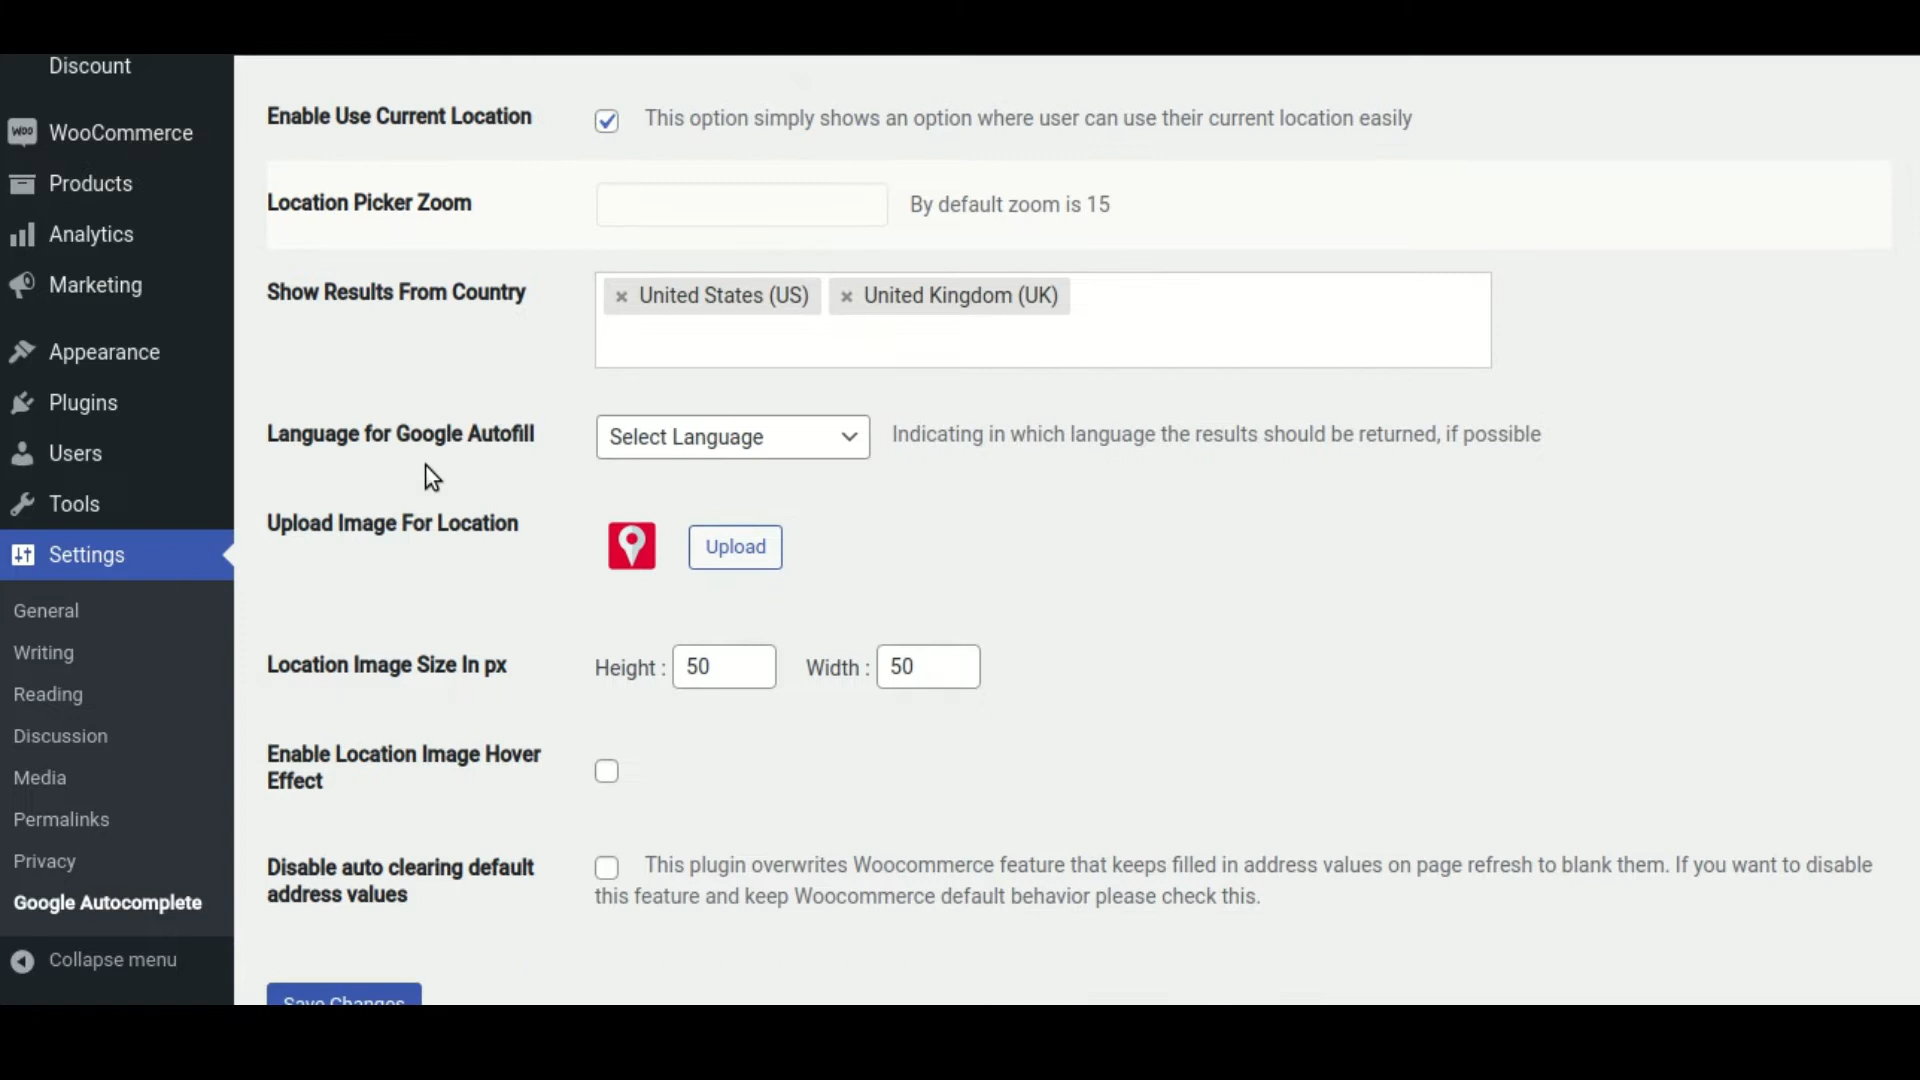 Discount
WOO WooCommerce
Products
Analytics
Marketing
Appearance
Plugins
Users
Tools
Settings
General
Writing
Reading
Discussion
Media
Permalinks
Privacy
Google Autocomplete
Collapse menu
Enable Use Current Location
This option simply shows an option where user can use their current location easily
Location Picker Zoom
By default zoom is 15
Show Results From Country
× United States (US) × United Kingdom (UK)
Language for Google Autofill
Select Language
Indicating in which language the results should be returned, if possible
Upload Image For Location
Upload
Location Image Size In px
Height : 50 Width : 50
Enable Location Image Hover
Effect
Disable auto clearing default
address values
This plugin overwrites Woocommerce feature that keeps filled in address values on page refresh to blank them. If you want to disable
this feature and keep Woocommerce default behavior please check this.
Save Changes